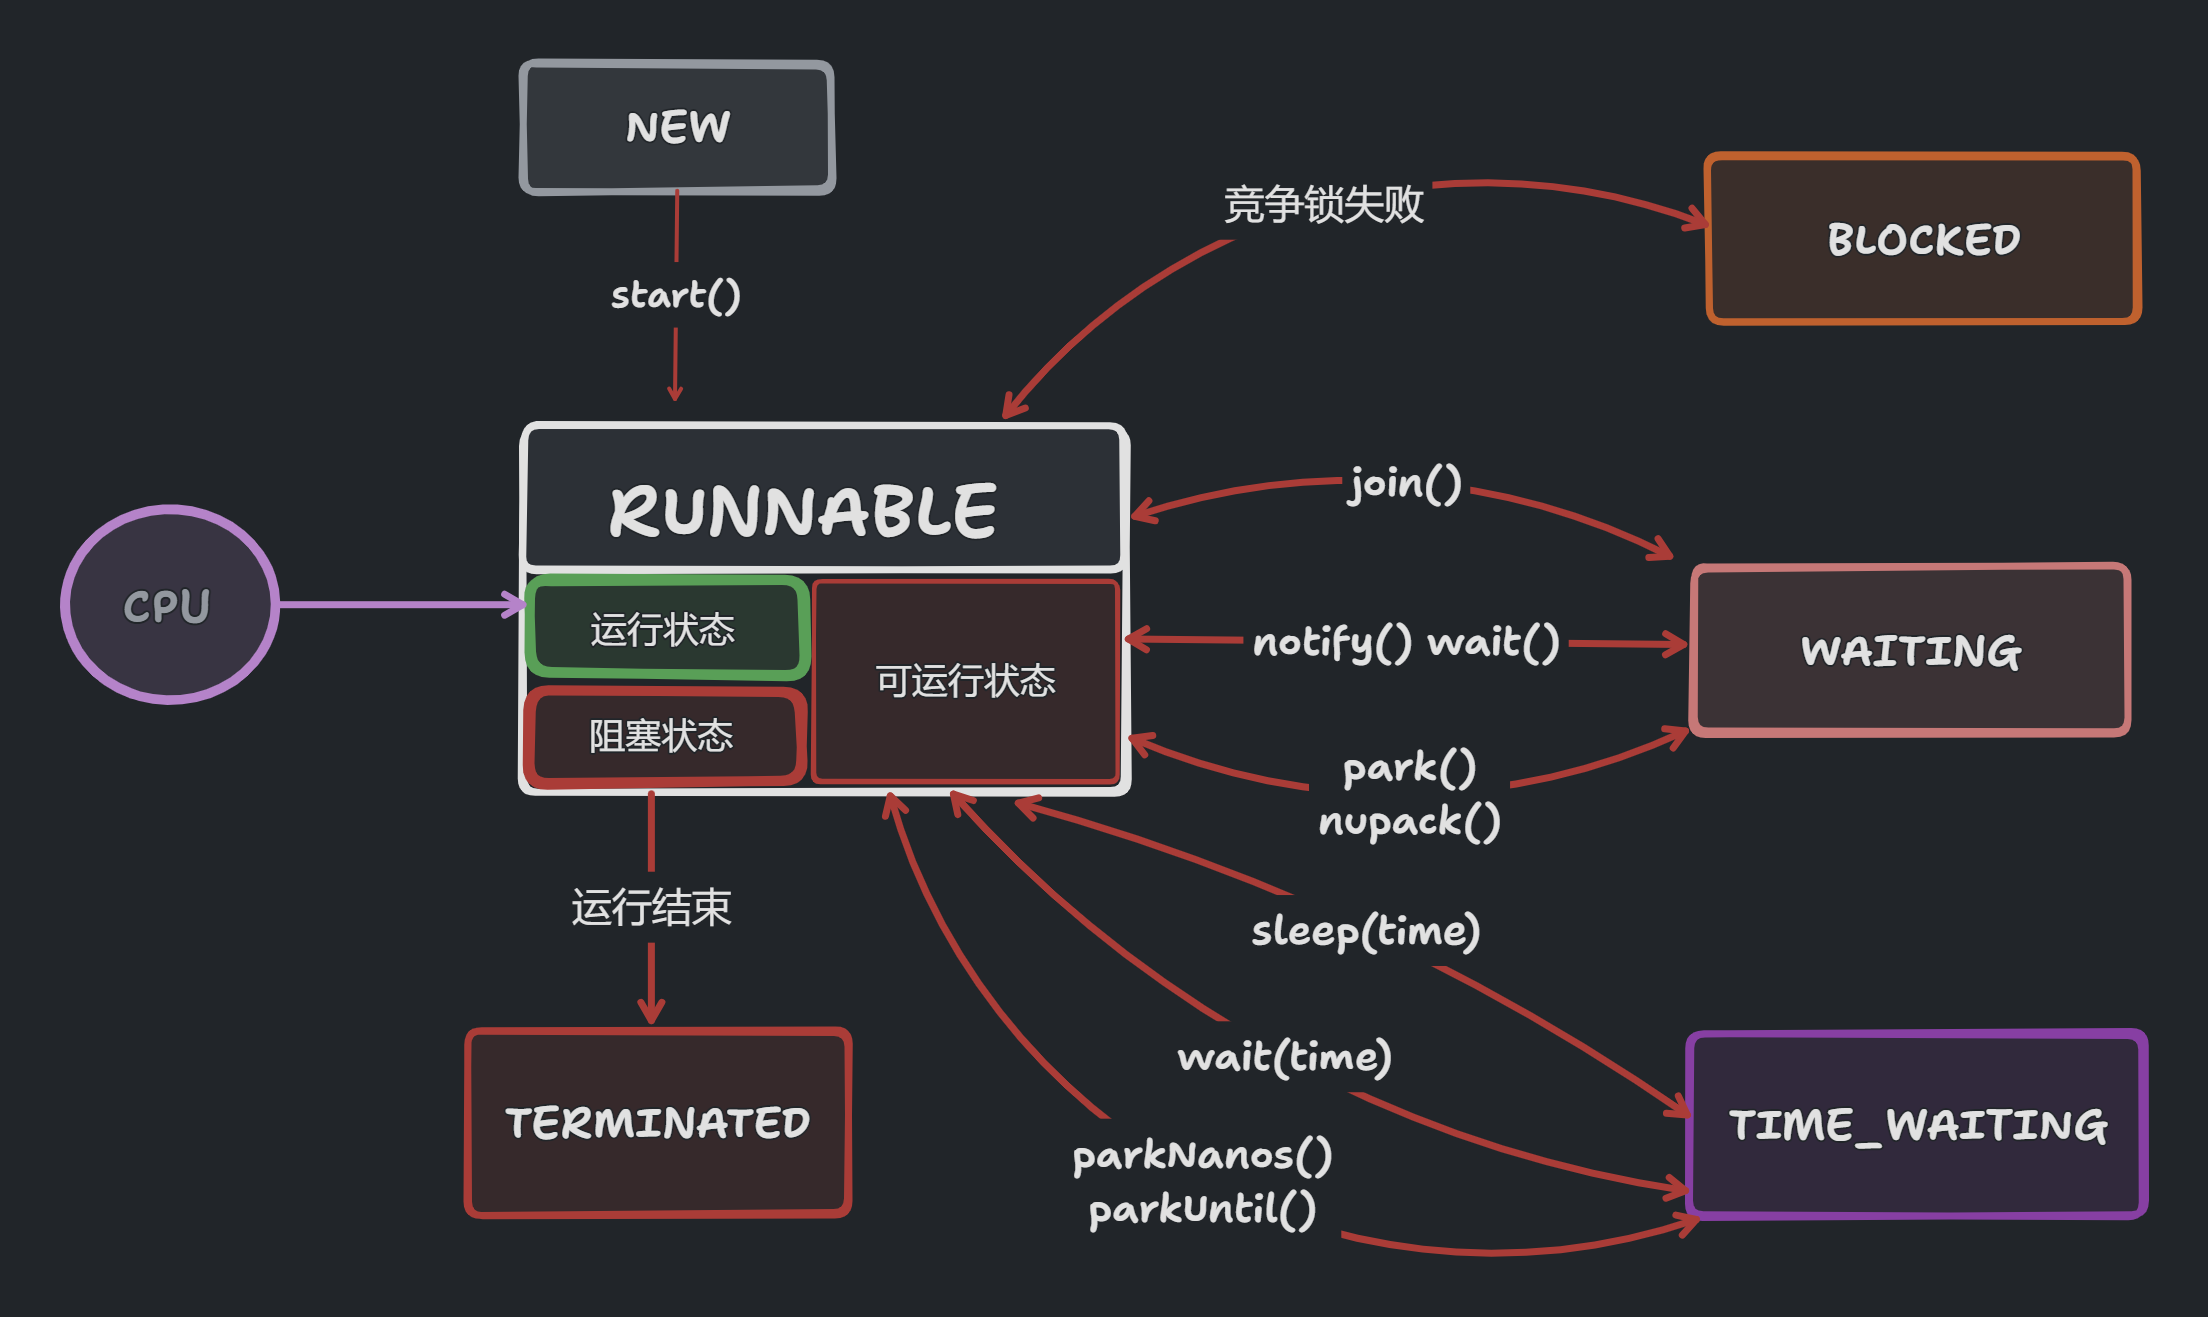 NEW
start()
竞争锁失败
BLOCKED
RUNNABLE
join()
CPU
运行状态
可运行状态
阻塞状态
notify() wait()
WAITING
park()
nupack()
运行结束
sleep(time)
wait(time)
TERMINATED
parkNanos()
parkUntil()
TIME_WAITING